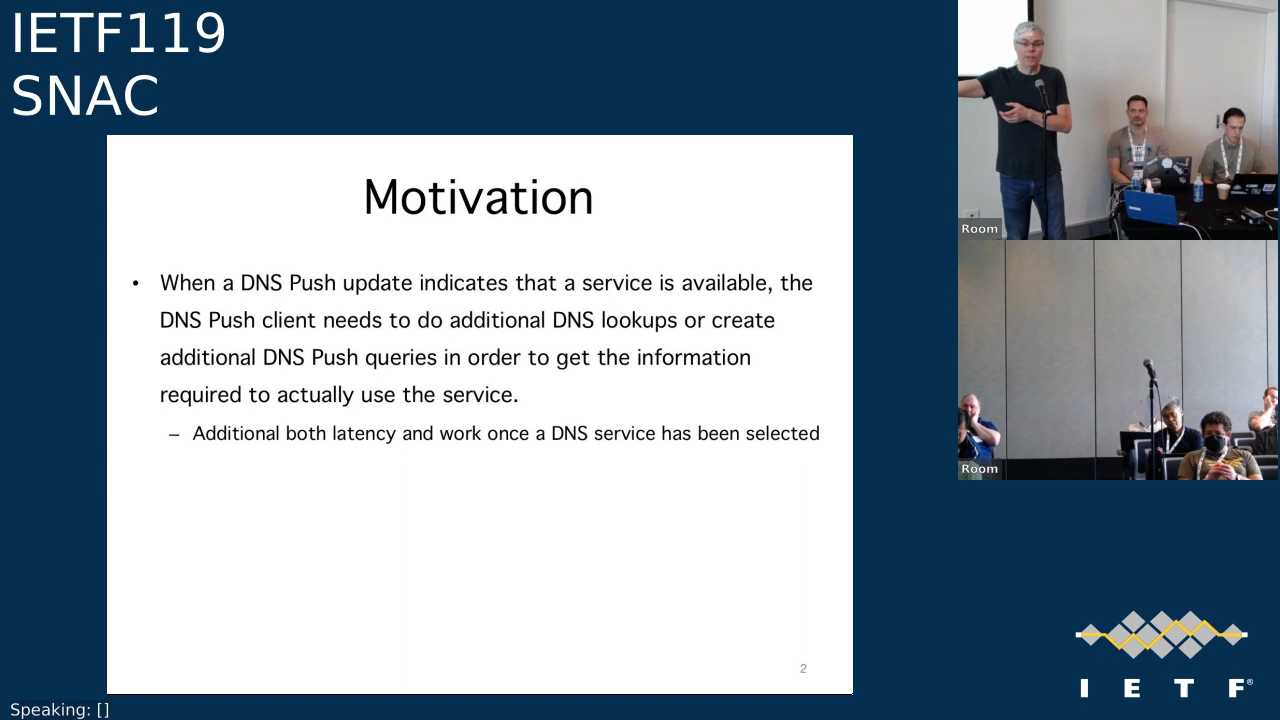 IETF119
SNAC
Motivation
• When a DNS Push update indicates that a service is available, the
DNS Push client needs to do additional DNS lookups or create
additional DNS Push queries in order to get the information
required to actually use the service.
– Additional both latency and work once a DNS service has been selected
2
Room
Room
I E T F®
Speaking: []